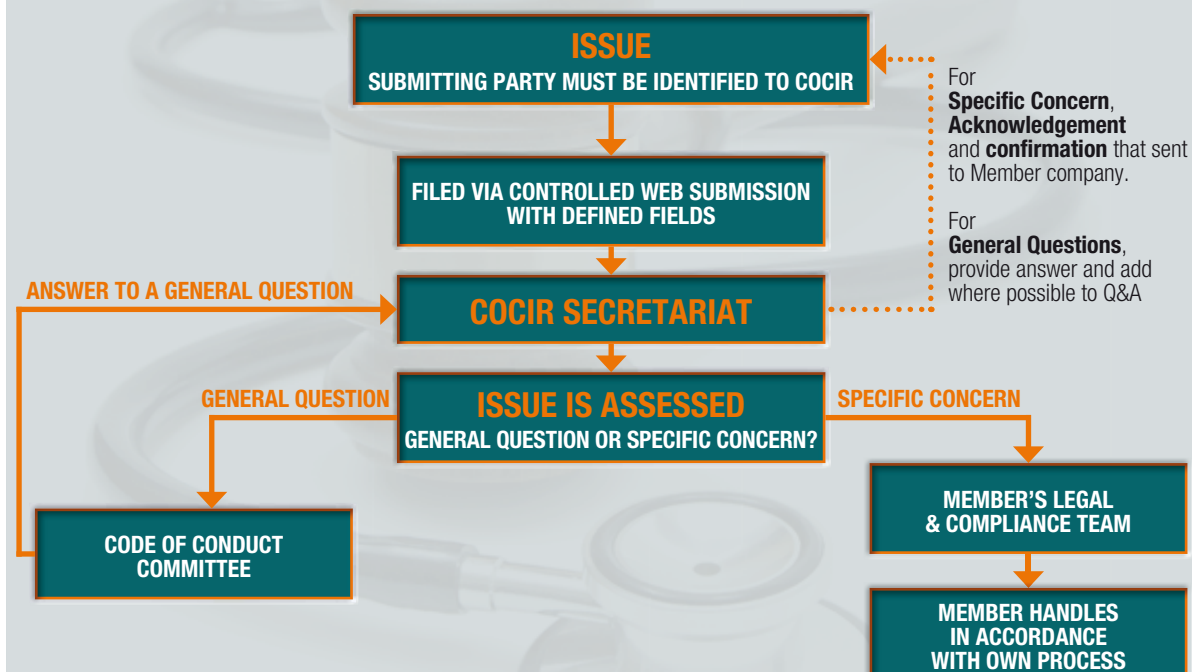 ISSUE
SUBMITTING PARTY MUST BE IDENTIFIED TO COCIR
For
Specific Concern,
Acknowledgement
and confirmation that sent
to Member company.
For
General Questions,
provide answer and add
where possible to Q&A
FILED VIA CONTROLLED WEB SUBMISSION
WITH DEFINED FIELDS
ANSWER TO A GENERAL QUESTION
COCIR SECRETARIAT
GENERAL QUESTION
ISSUE IS ASSESSED
GENERAL QUESTION OR SPECIFIC CONCERN?
SPECIFIC CONCERN
CODE OF CONDUCT
COMMITTEE
MEMBER'S LEGAL
& COMPLIANCE TEAM
MEMBER HANDLES
IN ACCORDANCE
WITH OWN PROCESS